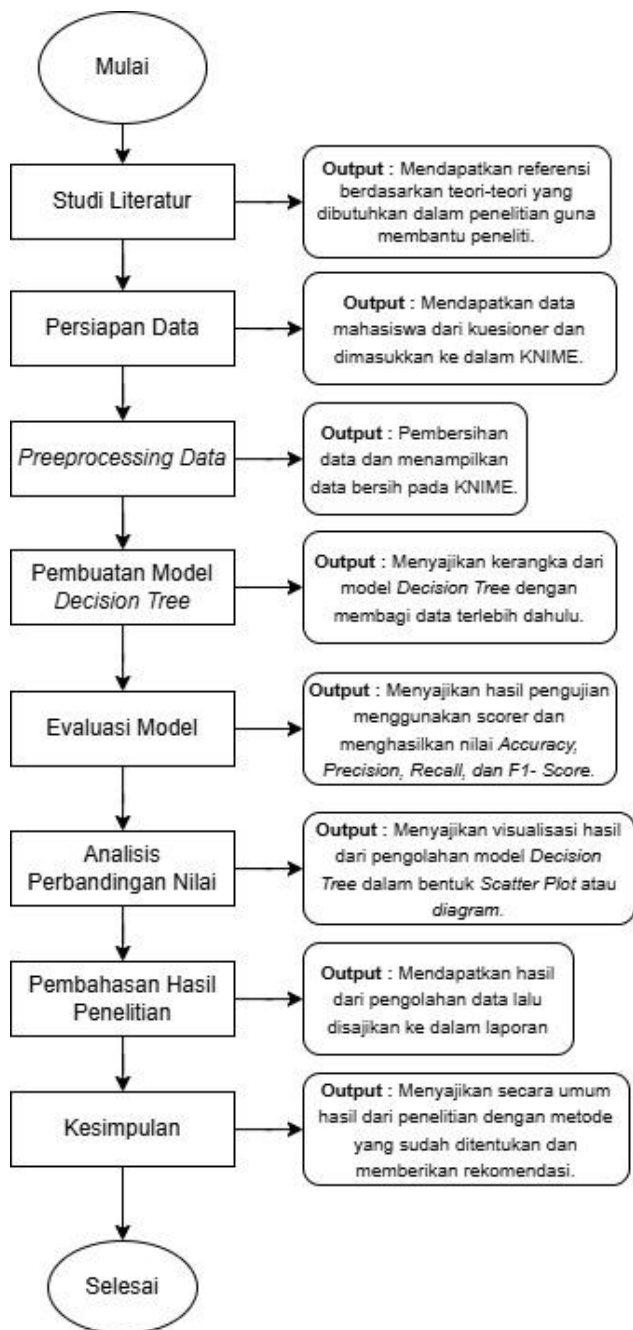 Mulai
Studi Literatur
Output : Mendapatkan referensi
berdasarkan teori-teori yang
dibutuhkan dalam penelitian guna
membantu peneliti.
Persiapan Data
Output : Mendapatkan data
mahasiswa dari kuesioner dan
dimasukkan ke dalam KNIME.
Preeprocessing Data
Output : Pembersihan
data dan menampilkan
data bersih pada KNIME.
Pembuatan Model
Decision Tree
Output : Menyajikan kerangka dari
model Decision Tree dengan
membagi data terlebih dahulu.
Evaluasi Model
Output : Menyajikan hasil pengujian
menggunakan scorer dan
menghasilkan nilai Accuracy,
Precision, Recall, dan F1- Score.
Analisis
Perbandingan Nilai
Output : Menyajikan visualisasi hasil
dari pengolahan model Decision
Tree dalam bentuk Scatter Plot atau
diagram.
Pembahasan Hasil
Penelitian
Output : Mendapatkan hasil
dari pengolahan data lalu
disajikan ke dalam laporan
Kesimpulan
Output : Menyajikan secara umum
hasil dari penelitian dengan metode
yang sudah ditentukan dan
memberikan rekomendasi.
Selesai